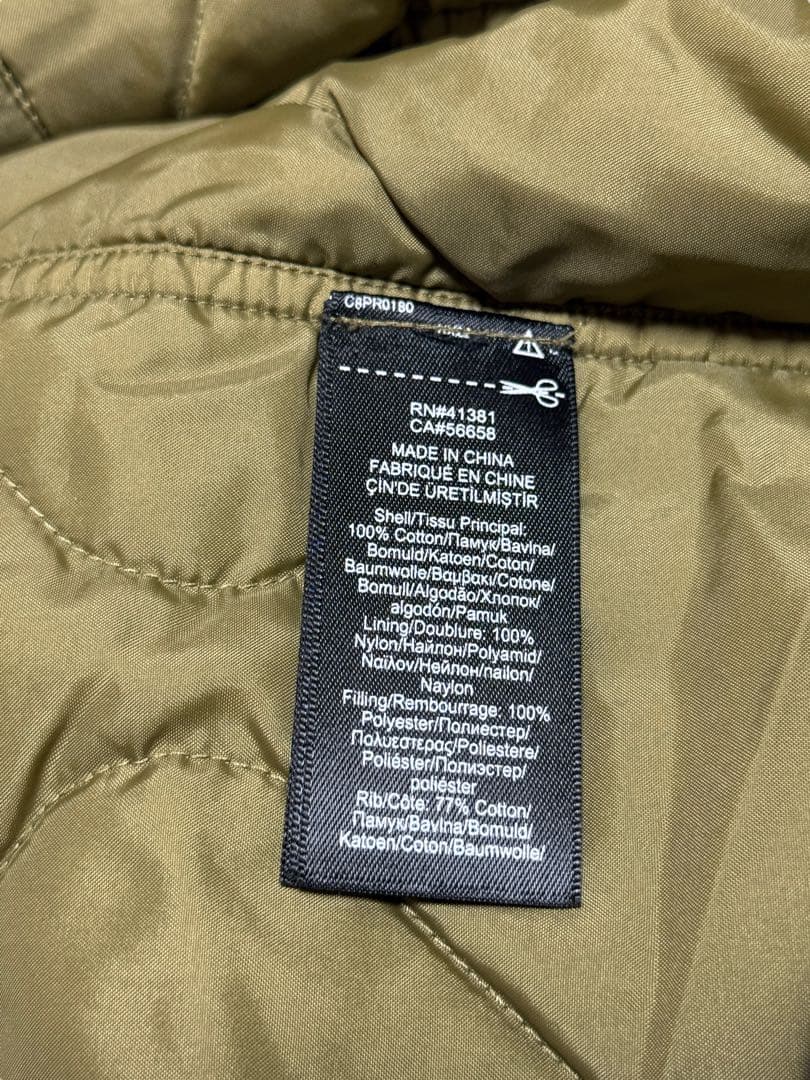 C8PR0180
RN#41381
CA#56658
MADE IN CHINA
FABRIQUÉ EN CHINE
ÇİN'DE ÜRETİLMİŞTİR
Shell/Tissu Principal:
100% Cotton/Памук/Bavlna/
Bomuld/Katoen/Coton/
Baumwolle/Βαμβακι/Cotone/
Bomull/Algodão/Хлопок/
algodón/Pamuk
Lining/Doublure: 100%
Nylon/Найлон/Polyamid/
Ναϊλον/Нейлон/nailon/
Naylon
Filling/Rembourrage: 100%
Polyester/Полиестер/
Πολυεστερας/Poliestere/
Poliéster/Полиэстер/
poliéster
Rib/Côte: 77% Cotton/
Памук/Bavlna/Bomuld/
Katoen/Coton/Baumwolle/